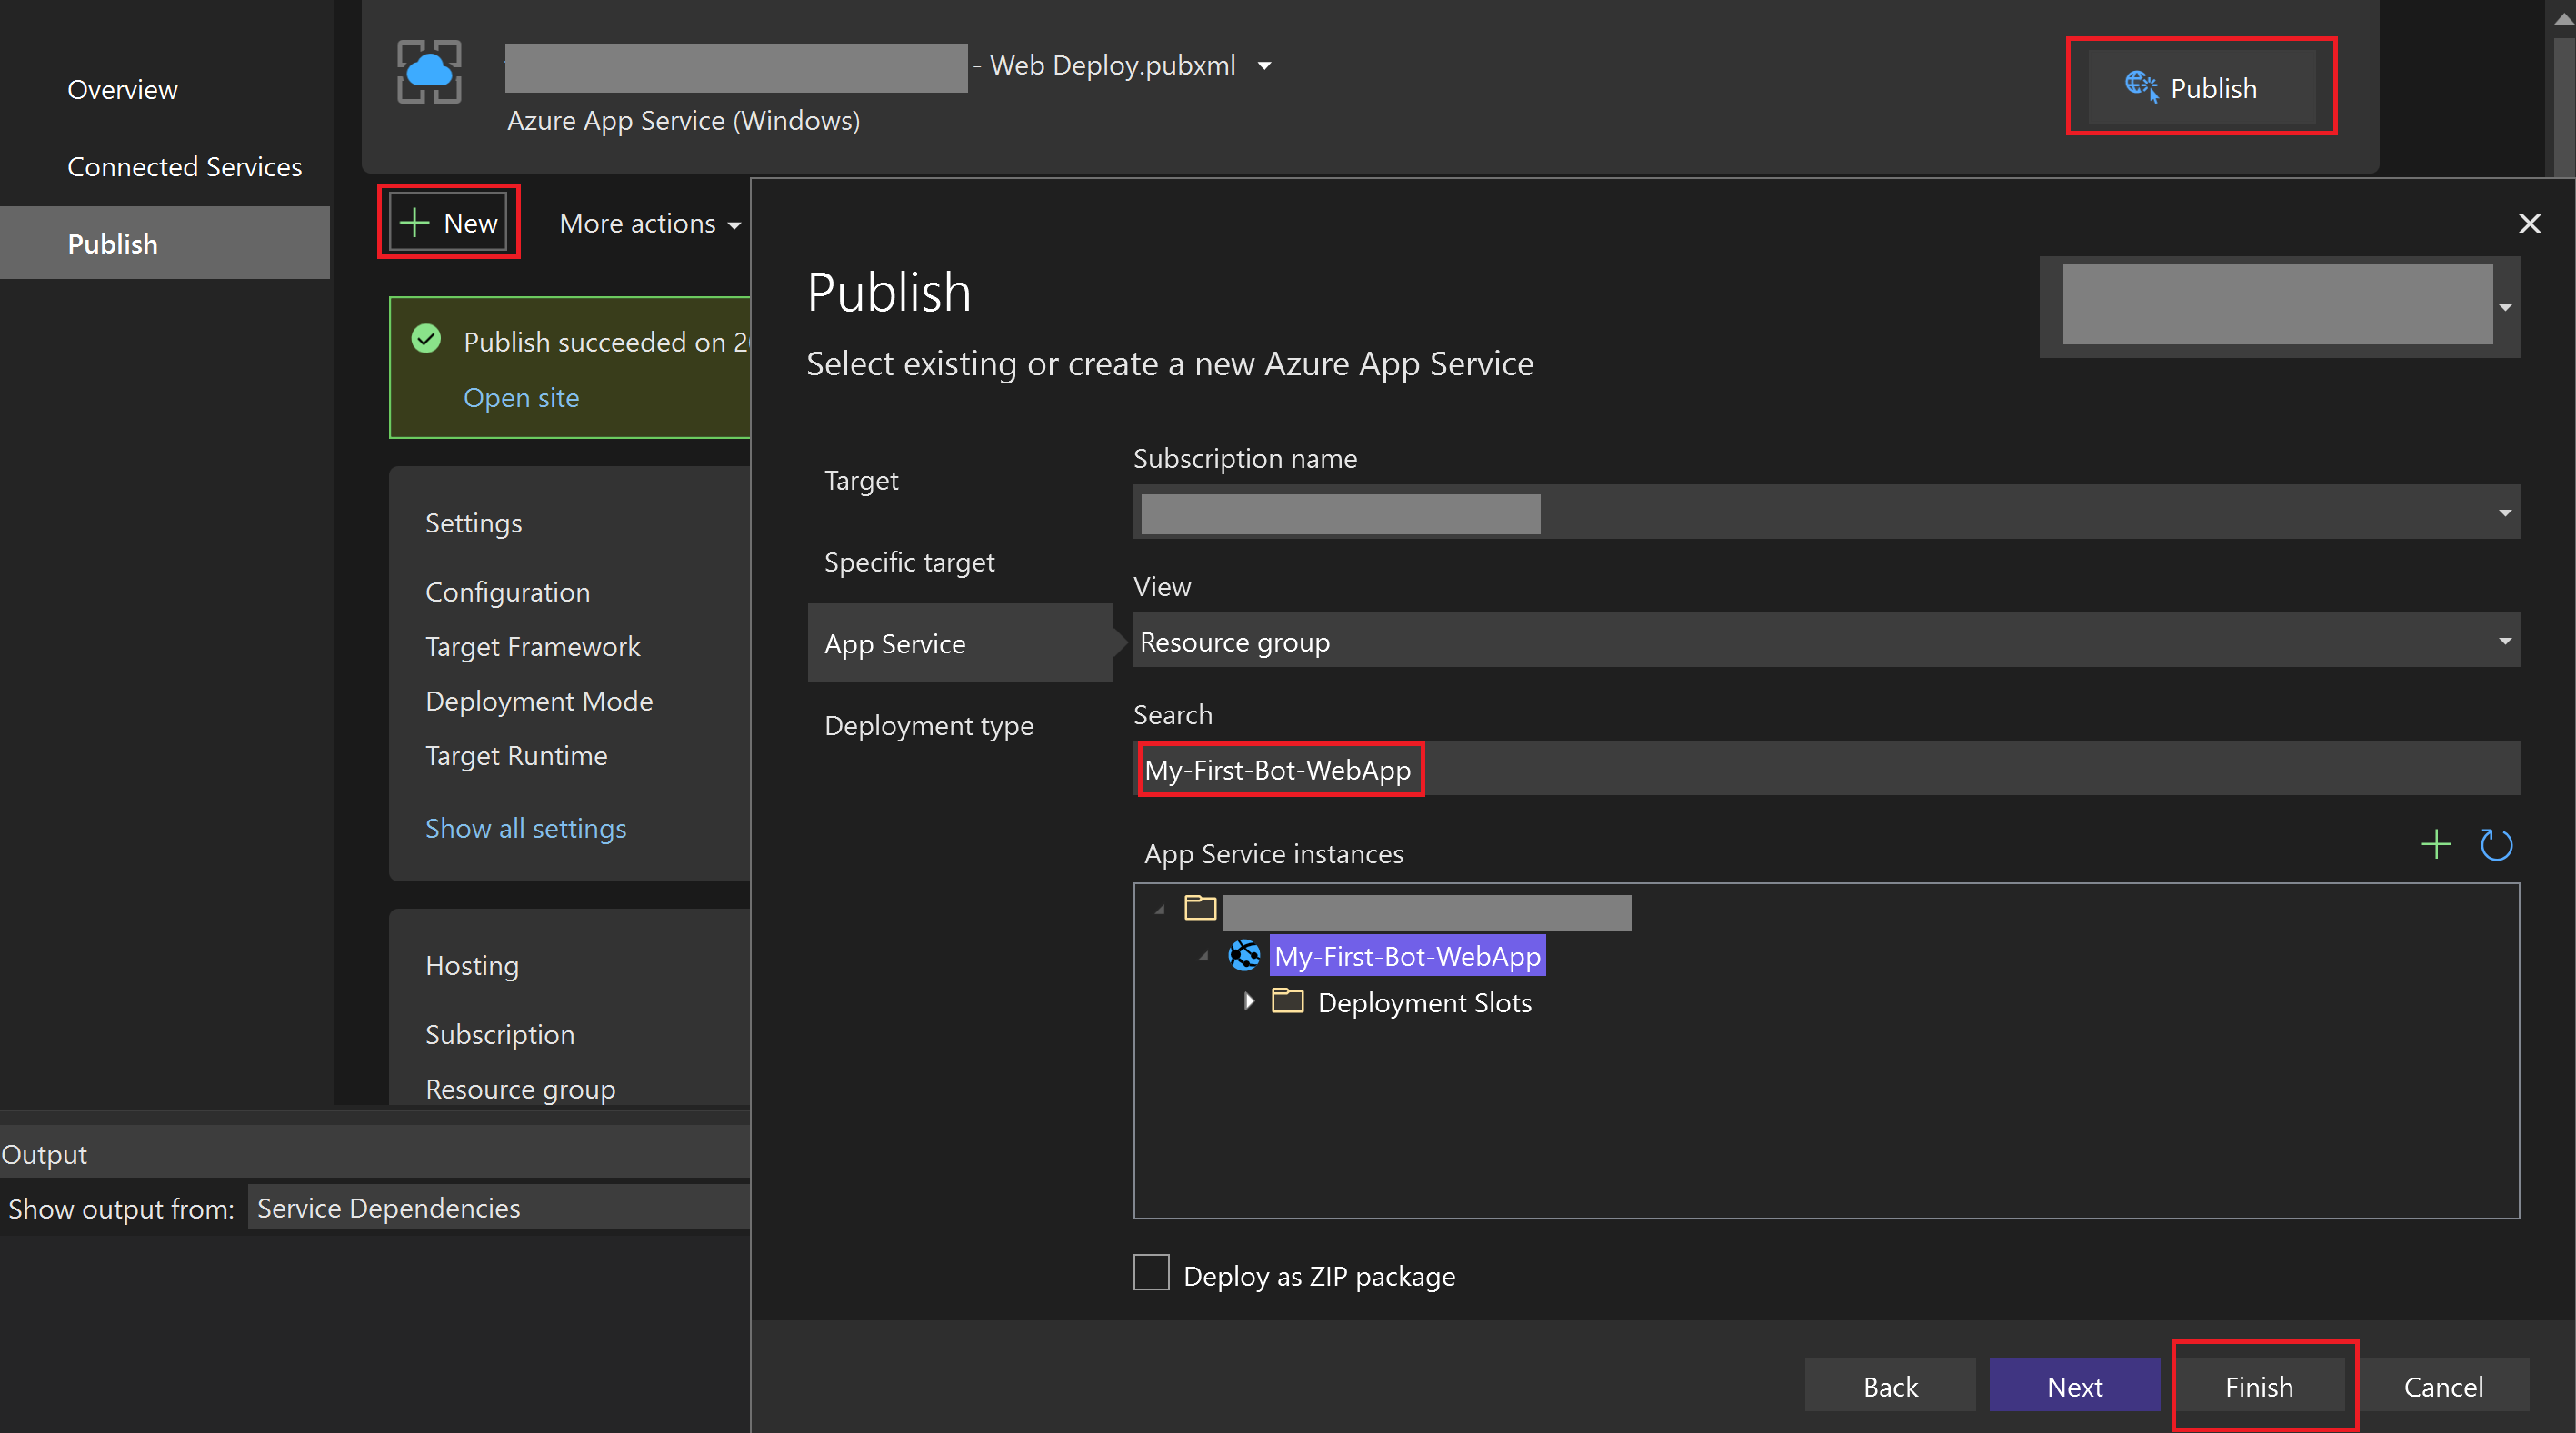 Overview
Connected Services
Publish
- Web Deploy.pubxml
Azure App Service (Windows)
Publish
New
More actions
Publish succeeded on 2
Open site
Settings
Configuration
Target Framework
Deployment Mode
Target Runtime
Show all settings
Hosting
Subscription
Resource group
Output
Show output from:
Service Dependencies
Publish
Select existing or create a new Azure App Service
Target
Specific target
App Service
Deployment type
Subscription name
View
Resource group
Search
My-First-Bot-WebApp
App Service instances
My-First-Bot-WebApp
Deployment Slots
Deploy as ZIP package
Back
Next
Finish
Cancel